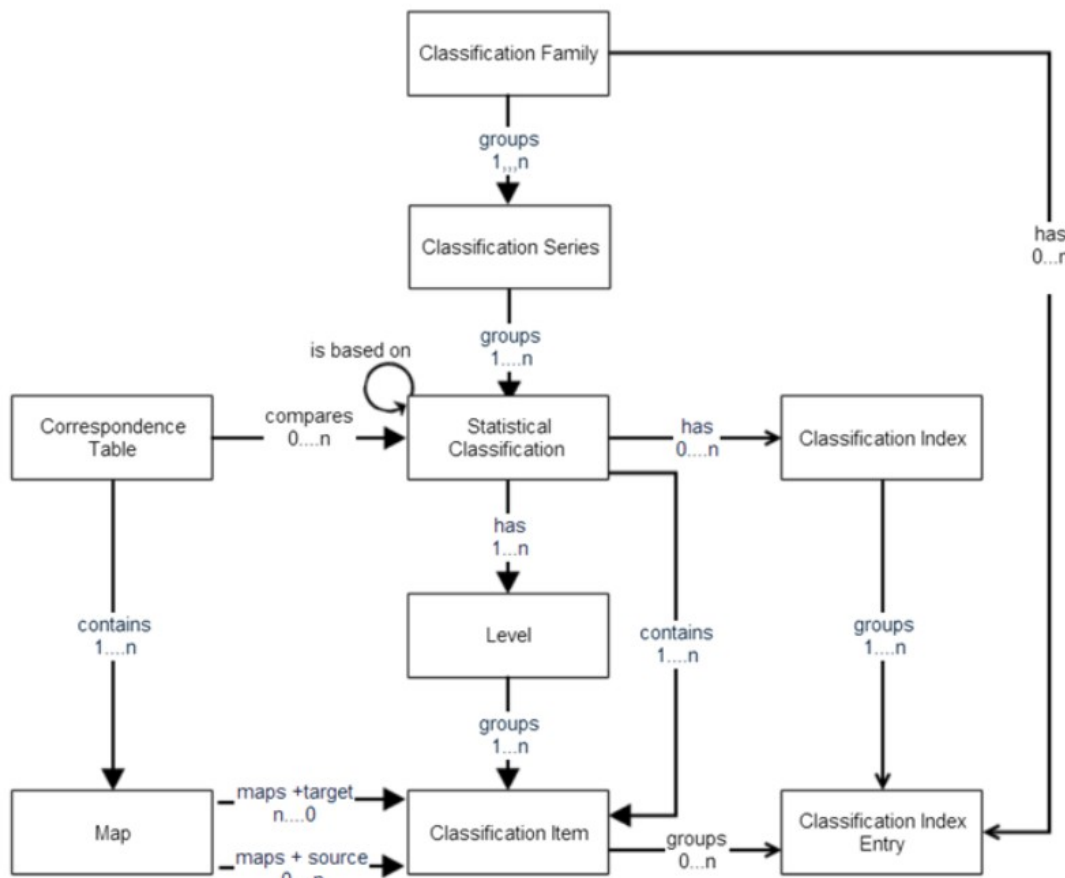 Classification Family
groups
1,,,n
has
0...n
Classification Series
groups
1....n
is based on
Correspondence
Table
compares
0....n
Statistical
Classification
has
0....n
Classification Index
has
1...n
contains
1....n
Level
contains
1....n
groups
1....n
groups
1...n
Map
maps +target
n....0
maps + source
0....n
Classification Item
groups
0...n
Classification Index
Entry